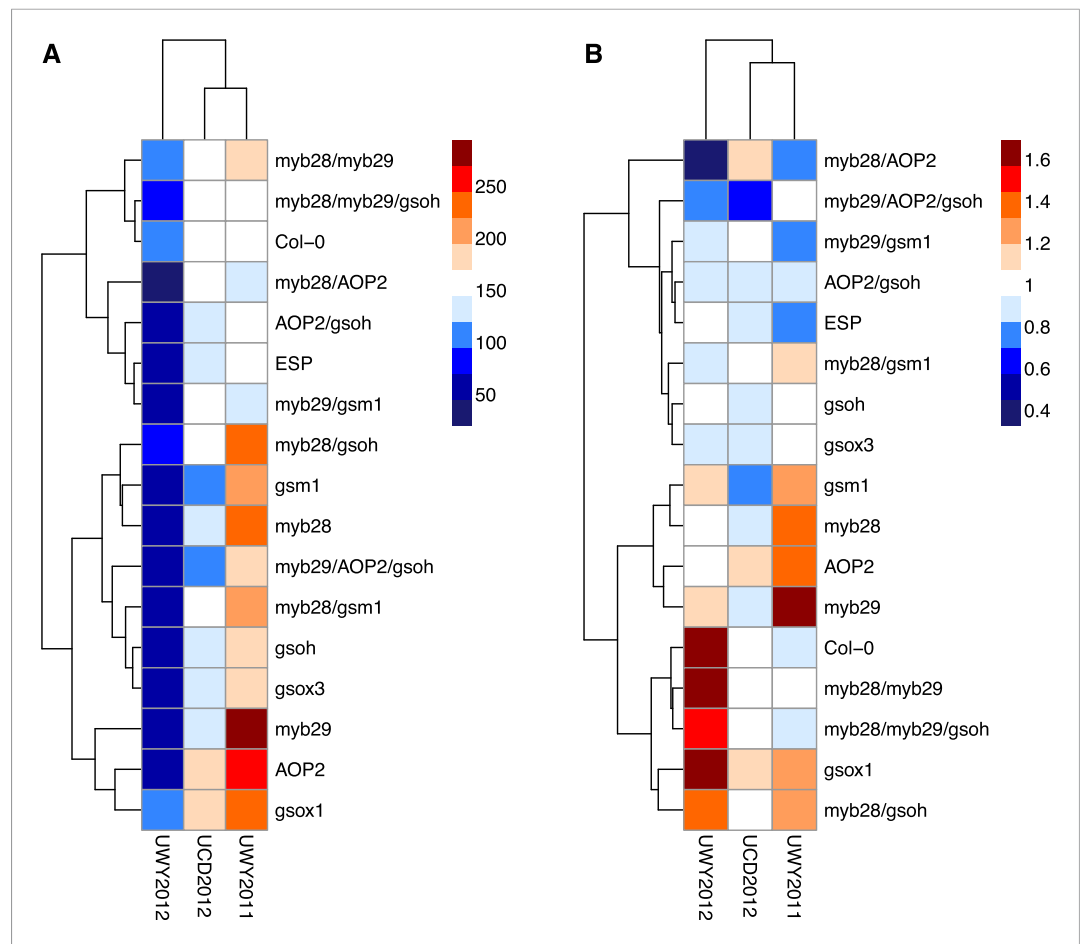 A
myb28/myb29
myb28/myb29/gsoh
Col–0
myb28/AOP2
AOP2/gsoh
ESP
myb29/gsm1
myb28/gsoh
gsm1
myb28
myb29/AOP2/gsoh
myb28/gsm1
gsoh
gsox3
myb29
AOP2
gsox1
250
200
150
100
50
UWY2012
UCD2012
UWY2011
B
myb28/AOP2
myb29/AOP2/gsoh
myb29/gsm1
AOP2/gsoh
ESP
myb28/gsm1
gsoh
gsox3
gsm1
myb28
AOP2
myb29
Col–0
myb28/myb29
myb28/myb29/gsoh
gsox1
myb28/gsoh
1.6
1.4
1.2
1
0.8
0.6
0.4
UWY2012
UCD2012
UWY2011